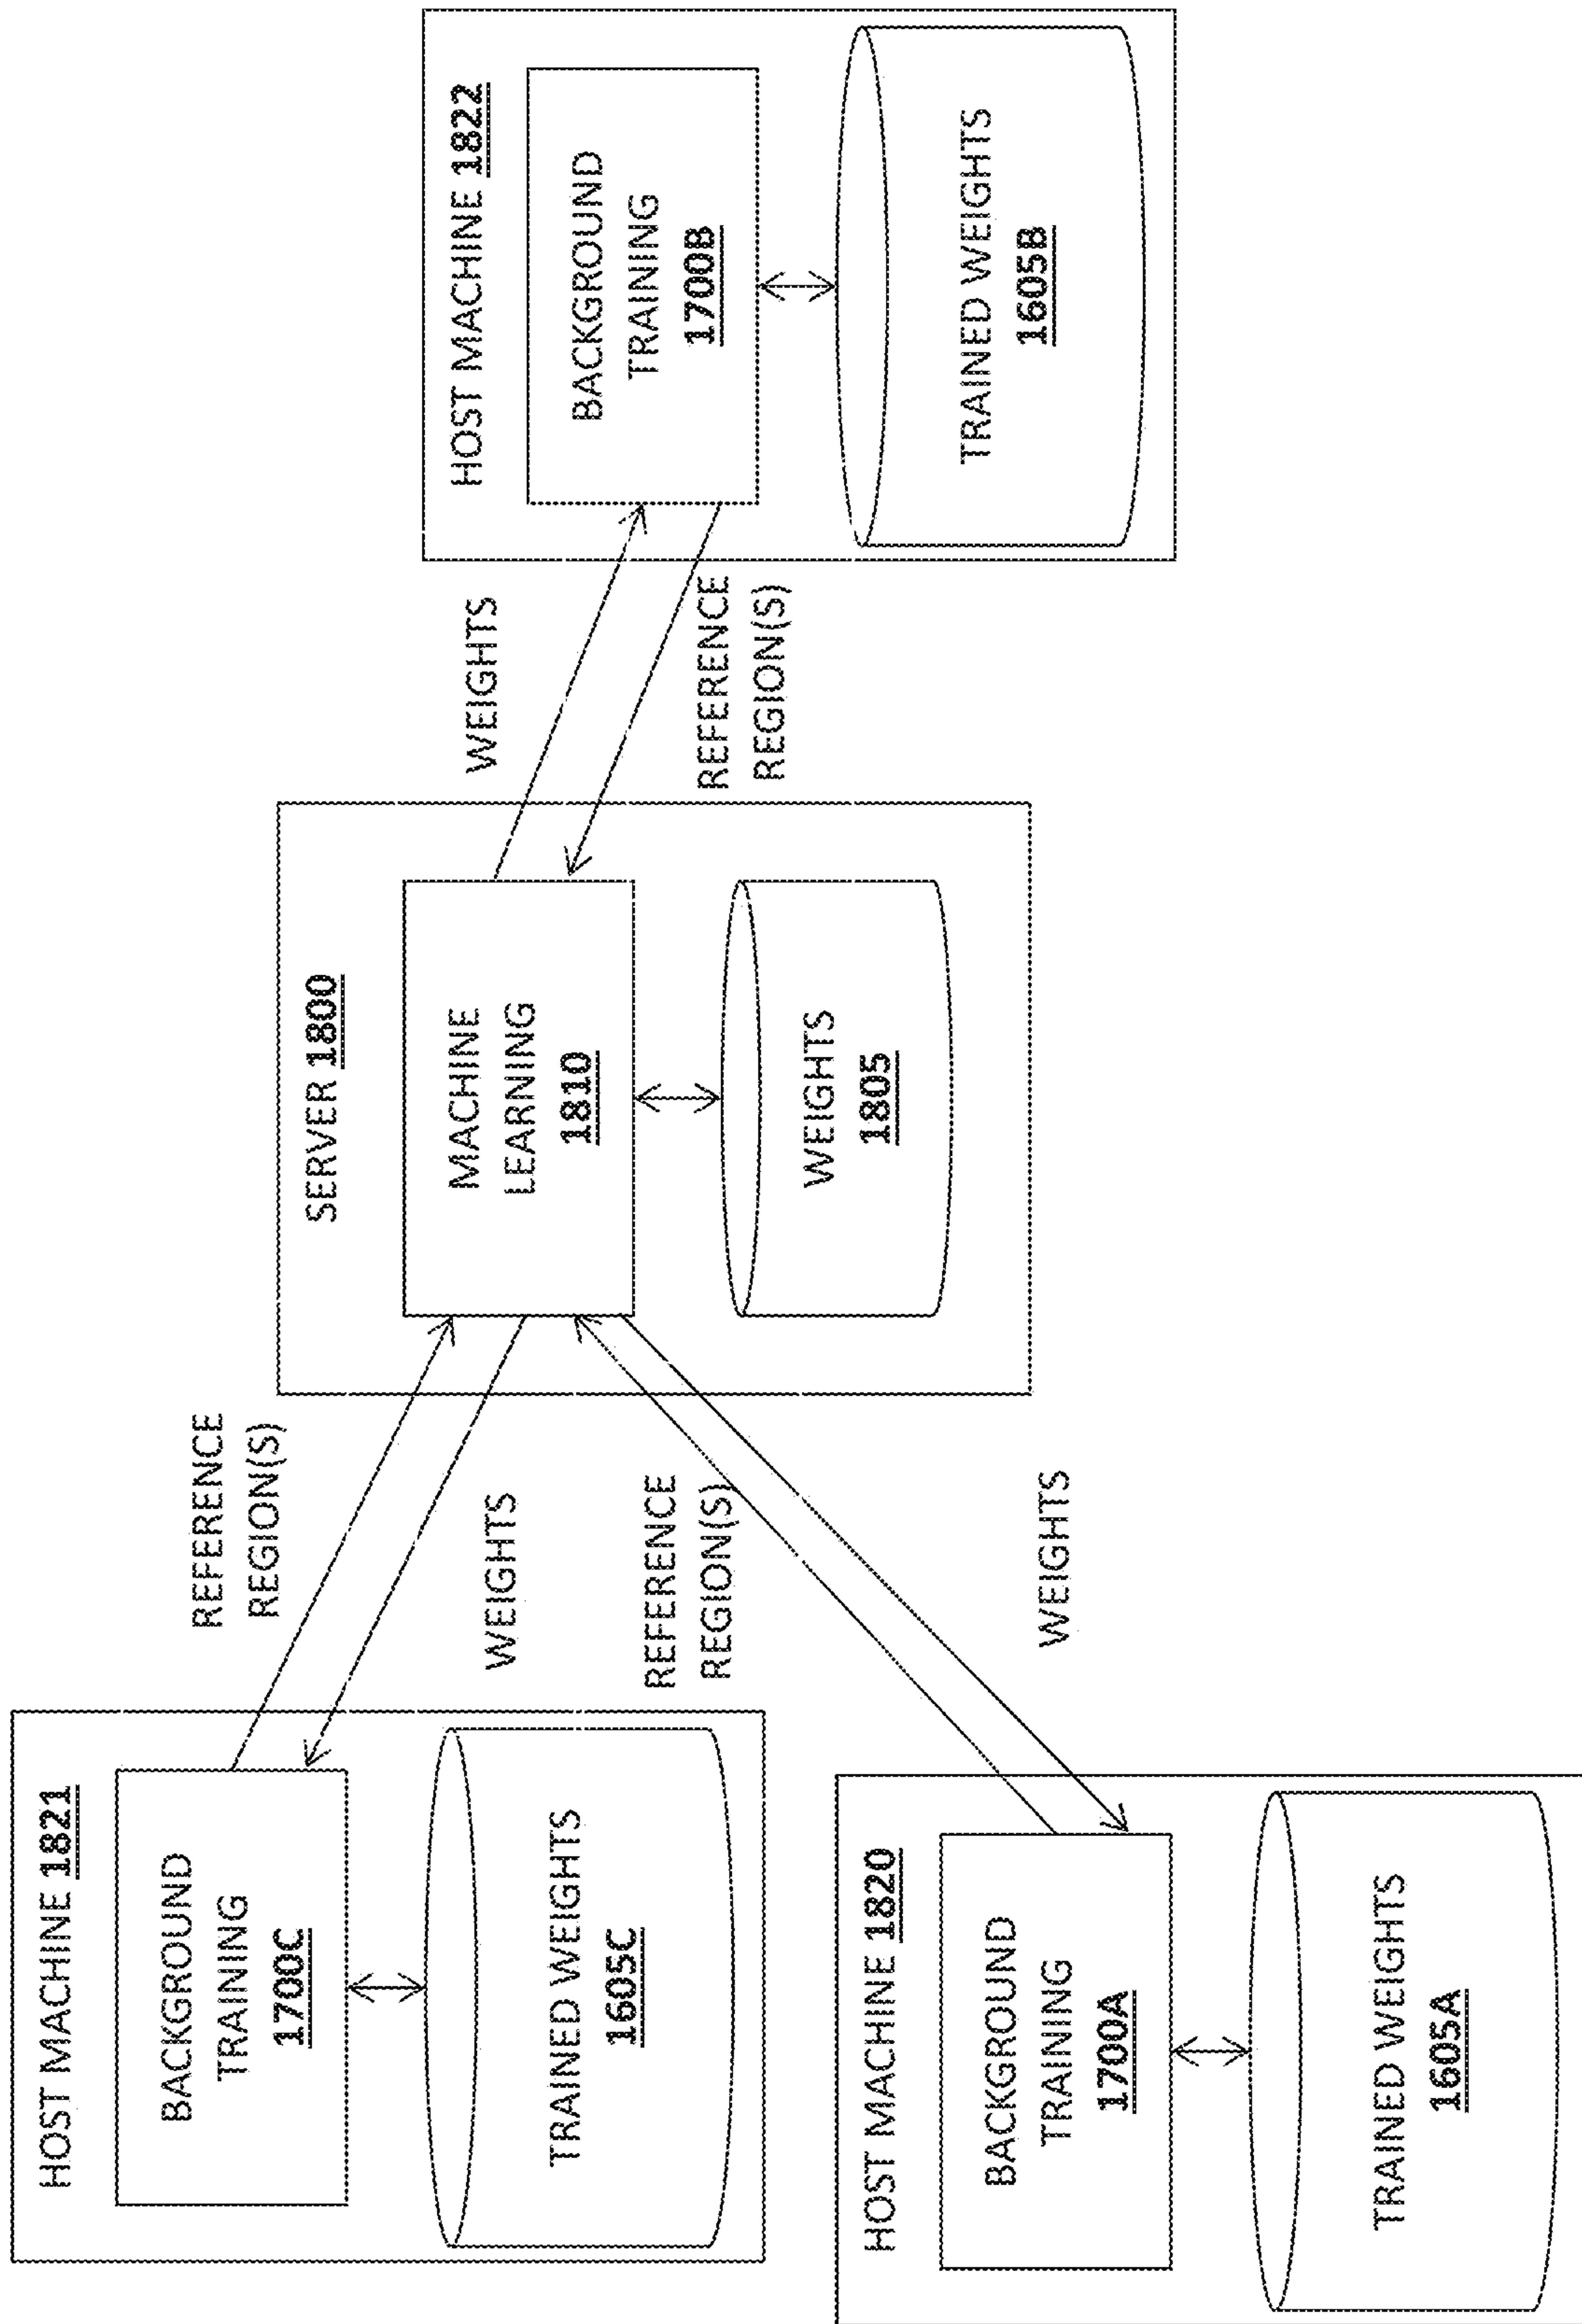 HOST MACHINE 1821
BACKGROUND
TRAINING
1700C
TRAINED WEIGHTS
1605C
REFERENCE
REGION(S)
WEIGHTS
SERVER 1800
MACHINE
LEARNING
1810
WEIGHTS
1805
WEIGHTS
REFERENCE
REGION(S)
HOST MACHINE 1822
BACKGROUND
TRAINING
1700B
TRAINED WEIGHTS
1605B
REFERENCE
REGION(S)
WEIGHTS
HOST MACHINE 1820
BACKGROUND
TRAINING
1700A
TRAINED WEIGHTS
1605A